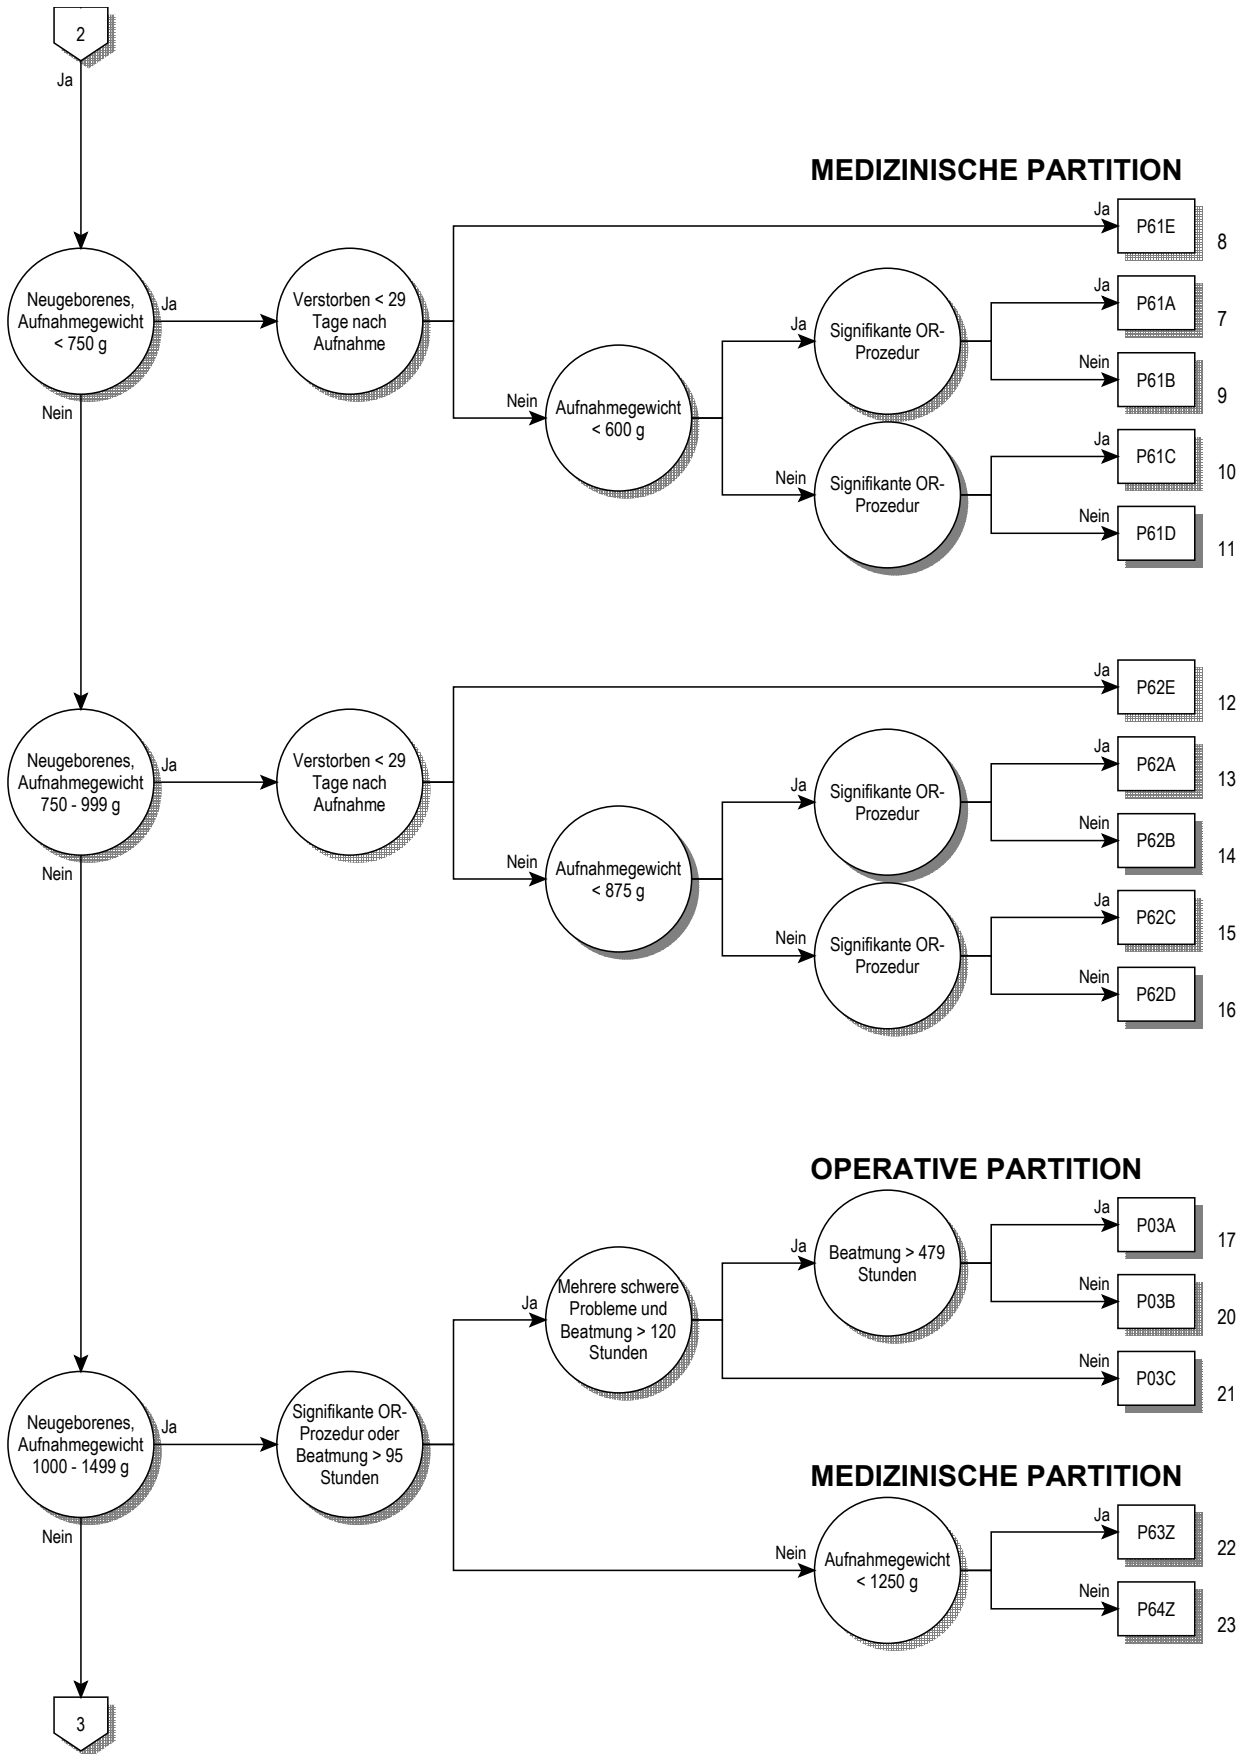 2
Ja
MEDIZINISCHE PARTITION
Ja
P61E
8
Neugeborenes,
Aufnahmegewicht
< 750 g
Ja
Verstorben < 29
Tage nach
Aufnahme
Ja
Signifikante OR-
Prozedur
Ja
P61A
7
Nein
P61B
9
Nein
Aufnahmegewicht
< 600 g
Nein
Nein
Signifikante OR-
Prozedur
Ja
P61C
10
Nein
P61D
11
Ja
P62E
12
Neugeborenes,
Aufnahmegewicht
750 - 999 g
Ja
Verstorben < 29
Tage nach
Aufnahme
Ja
Signifikante OR-
Prozedur
Ja
P62A
13
Nein
P62B
14
Nein
Nein
Aufnahmegewicht
< 875 g
Nein
Signifikante OR-
Prozedur
Ja
P62C
15
Nein
P62D
16
OPERATIVE PARTITION
Ja
Beatmung > 479
Stunden
Ja
P03A
17
Nein
P03B
20
Ja
Mehrere schwere
Probleme und
Beatmung > 120
Stunden
Nein
P03C
21
Neugeborenes,
Aufnahmegewicht
1000 - 1499 g
Ja
Signifikante OR-
Prozedur oder
Beatmung > 95
Stunden
MEDIZINISCHE PARTITION
Nein
Nein
Aufnahmegewicht
< 1250 g
Ja
P63Z
22
Nein
P64Z
23
3